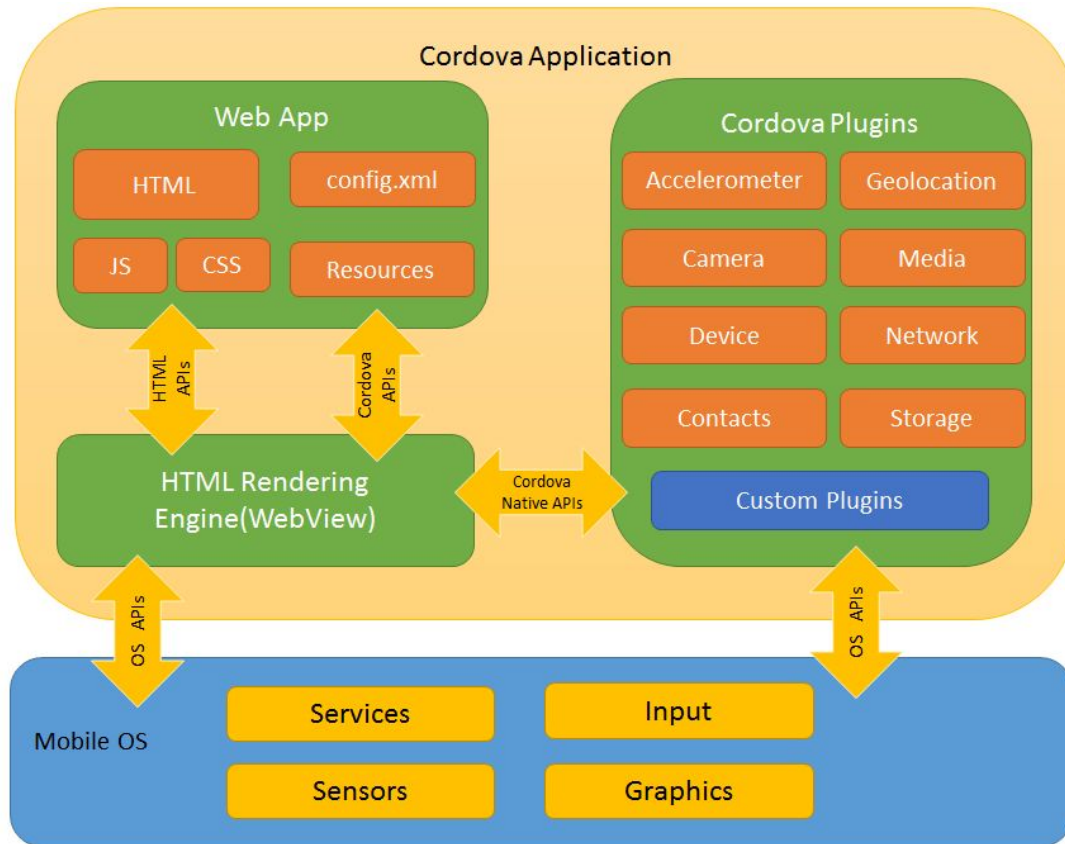 Cordova Application
Web App
HTML
config.xml
JS
CSS
Resources
HTML
APIs
Cordova
APIs
HTML Rendering
Engine(WebView)
Cordova
Native APIs
Cordova Plugins
Accelerometer
Geolocation
Camera
Media
Device
Network
Contacts
Storage
Custom Plugins
OS APIs
OS APIs
Mobile OS
Services
Input
Sensors
Graphics